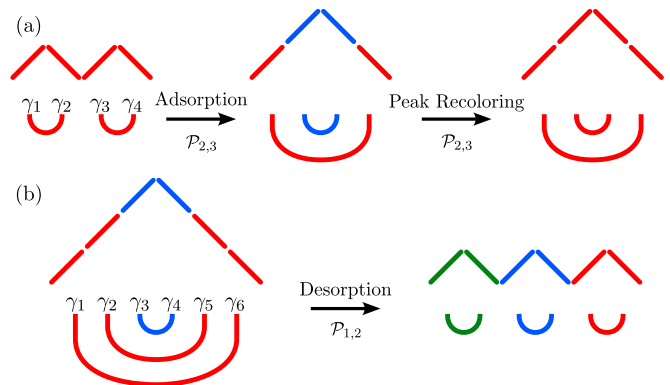 (a)
γ₁ γ₂ γ₃ γ₄
Adsorption
𝒫₂,₃
Peak Recoloring
𝒫₂,₃
(b)
γ₁ γ₂ γ₃ γ₄ γ₅ γ₆
Desorption
𝒫₁,₂